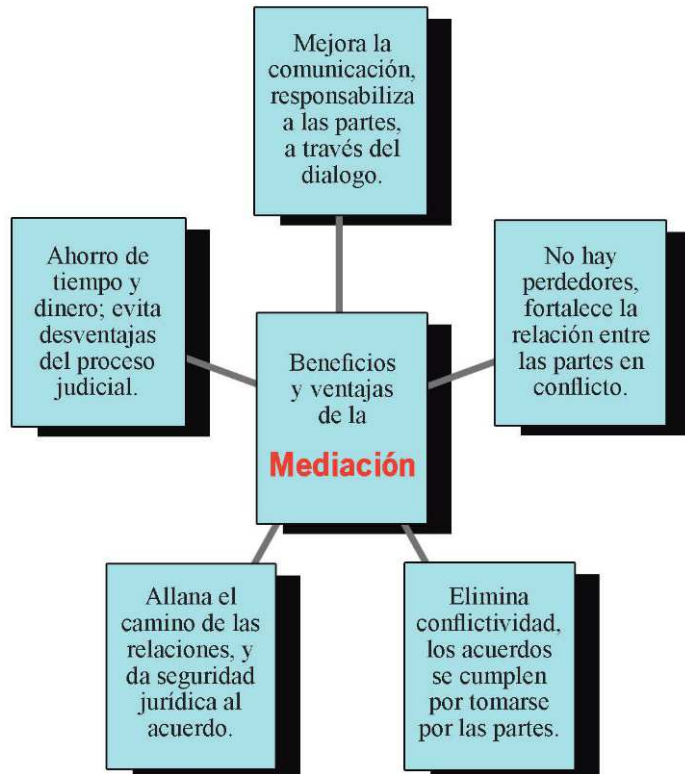 Mejora la
comunicación,
responsabiliza
a las partes,
a través del
dialogo.
Ahorro de
tiempo y
dinero; evita
desventajas
del proceso
judicial.
No hay
perdedores,
fortalece la
relación entre
las partes en
conflicto.
Beneficios
y ventajas
de la
Mediación
Allana el
camino de las
relaciones, y
da seguridad
jurídica al
acuerdo.
Elimina
conflictividad,
los acuerdos
se cumplen
por tomarse
por las partes.